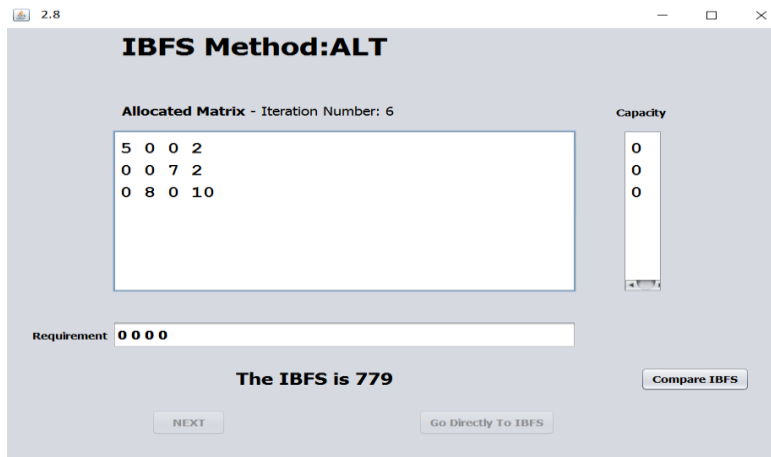 2.8
IBFS Method:ALT
Allocated Matrix - Iteration Number: 6
Capacity
5 0 0 2
0 0 7 2
0 8 0 10
0
0
0
Requirement 0 0 0 0
The IBFS is 779
Compare IBFS
NEXT
Go Directly To IBFS